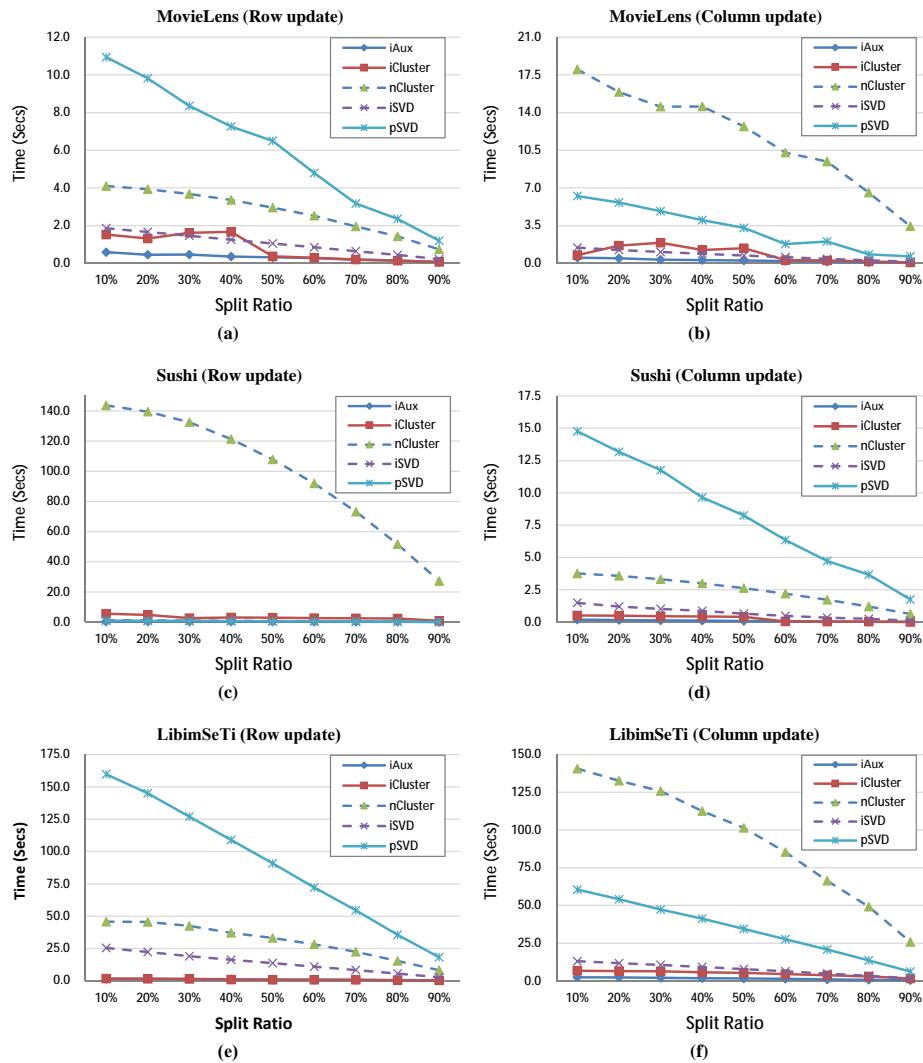 MovieLens (Row update)
12.0
10.0
8.0
6.0
4.0
2.0
0.0
Time (Secs)
iAux
iCluster
nCluster
iSVD
pSVD
10% 20% 30% 40% 50% 60% 70% 80% 90%
Split Ratio
(a)
MovieLens (Column update)
21.0
17.5
14.0
10.5
7.0
3.5
0.0
Time (Secs)
iAux
iCluster
nCluster
iSVD
pSVD
10% 20% 30% 40% 50% 60% 70% 80% 90%
Split Ratio
(b)
Sushi (Row update)
140.0
120.0
100.0
80.0
60.0
40.0
20.0
0.0
Time (Secs)
iAux
iCluster
nCluster
iSVD
pSVD
10% 20% 30% 40% 50% 60% 70% 80% 90%
Split Ratio
(c)
Sushi (Column update)
17.5
15.0
12.5
10.0
7.5
5.0
2.5
0.0
Time (Secs)
iAux
iCluster
nCluster
iSVD
pSVD
10% 20% 30% 40% 50% 60% 70% 80% 90%
Split Ratio
(d)
LibimSeTi (Row update)
175.0
150.0
125.0
100.0
75.0
50.0
25.0
0.0
Time (Secs)
iAux
iCluster
nCluster
iSVD
pSVD
10% 20% 30% 40% 50% 60% 70% 80% 90%
Split Ratio
(e)
LibimSeTi (Column update)
150.0
125.0
100.0
75.0
50.0
25.0
0.0
Time (Secs)
iAux
iCluster
nCluster
iSVD
pSVD
10% 20% 30% 40% 50% 60% 70% 80% 90%
Split Ratio
(f)